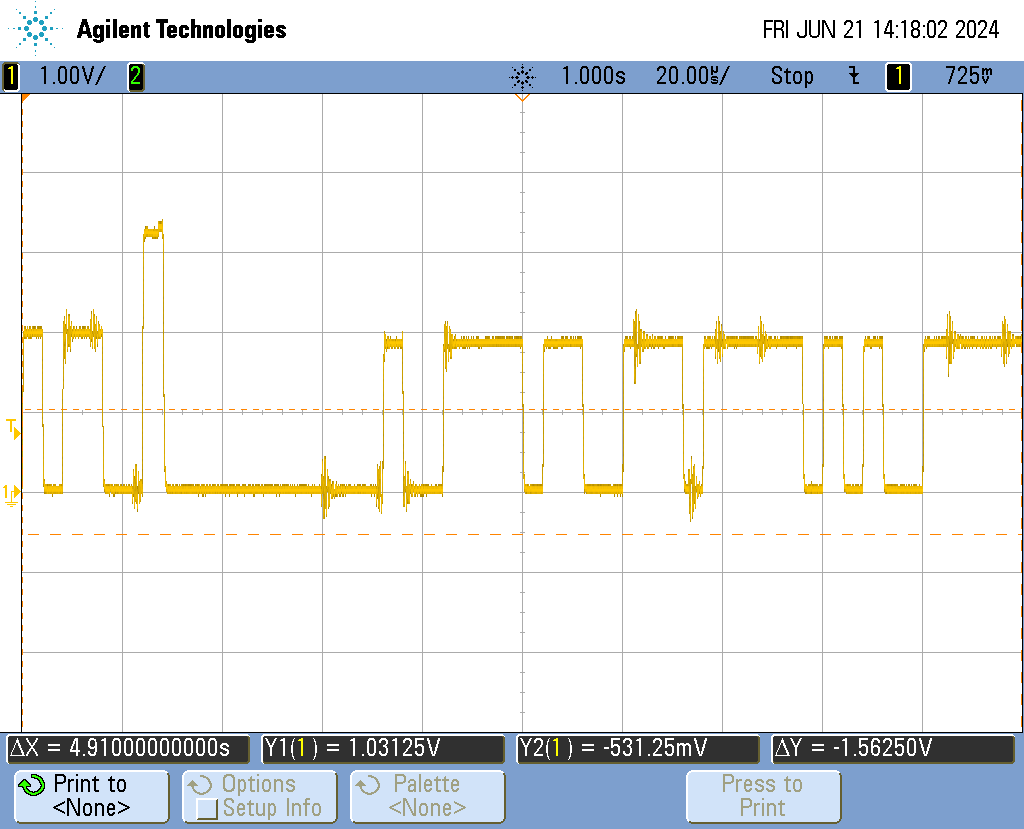 Agilent Technologies
FRI JUN 21 14:18:02 2024
1 1.00V/ 2 1.000s 20.00µs/ Stop 1 725mV
T
1
ΔX = 4.91000000000s Y1(1) = 1.03125V Y2(1) = -531.25mV ΔY = -1.56250V
Print to
<None>
Options
Setup Info
Palette
<None>
Press to
Print